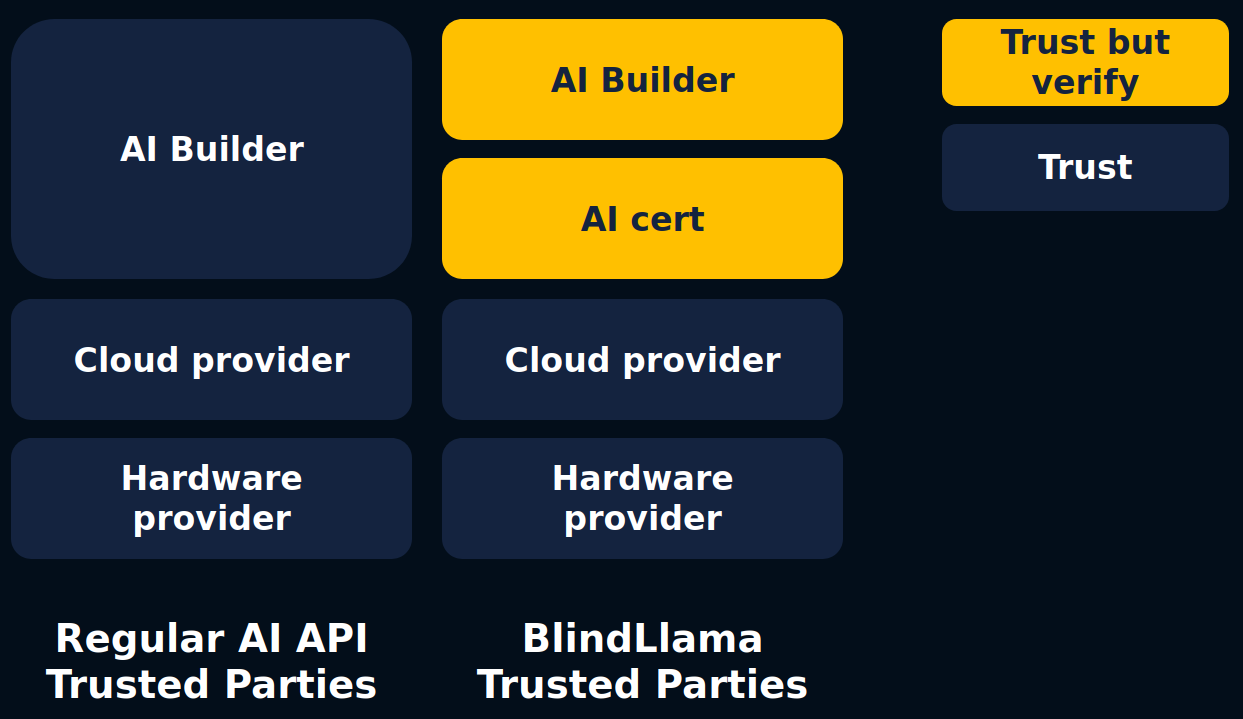 AI Builder
Cloud provider
Hardware
provider
Regular AI API
Trusted Parties
AI Builder
AI cert
Cloud provider
Hardware
provider
BlindLlama
Trusted Parties
Trust but
verify
Trust